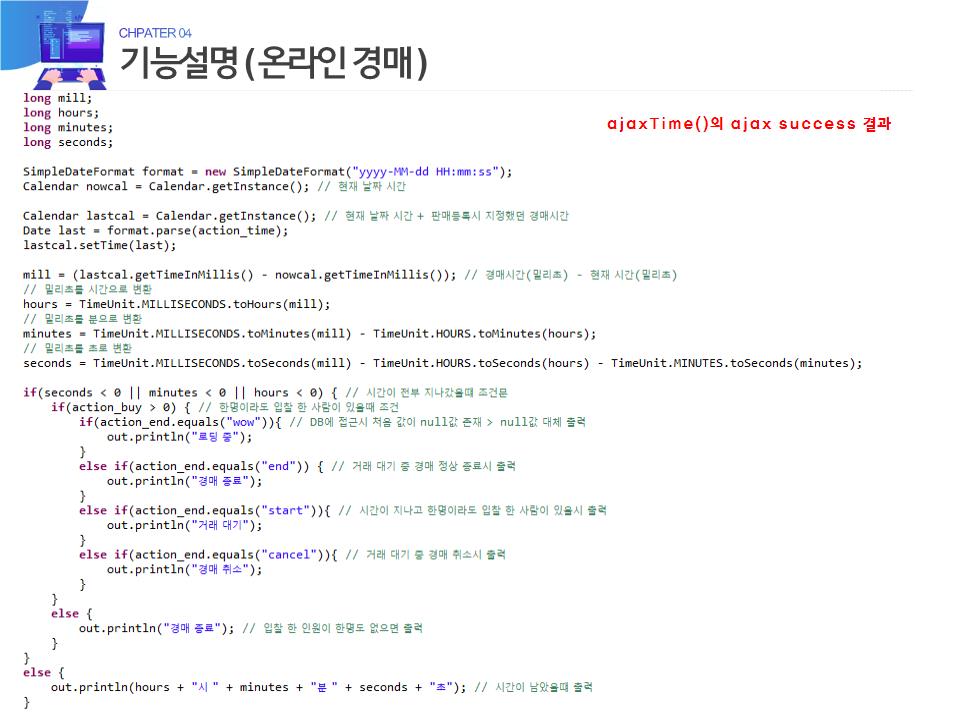 CHPATER 04
기능설명 ( 온라인 경매 )
ajaxTime()의 ajax success 결과
long mill;
long hours;
long minutes;
long seconds;
SimpleDateFormat format = new SimpleDateFormat("yyyy-MM-dd HH:mm:ss");
Calendar nowcal = Calendar.getInstance(); // 현재 날짜 시간
Calendar lastcal = Calendar.getInstance(); // 현재 날짜 시간 + 판매등록시 지정했던 경매시간
Date last = format.parse(action_time);
lastcal.setTime(last);
mill = (lastcal.getTimeInMillis() - nowcal.getTimeInMillis()); // 경매시간(밀리초) - 현재 시간(밀리초)
// 밀리초를 시간으로 변환
hours = TimeUnit.MILLISECONDS.toHours(mill);
// 밀리초를 분으로 변환
minutes = TimeUnit.MILLISECONDS.toMinutes(mill) - TimeUnit.HOURS.toMinutes(hours);
// 밀리초를 초로 변환
seconds = TimeUnit.MILLISECONDS.toSeconds(mill) - TimeUnit.HOURS.toSeconds(hours) - TimeUnit.MINUTES.toSeconds(minutes);
if(seconds < 0 || minutes < 0 || hours < 0) { // 시간이 전부 지나갔을때 조건문
if(action_buy > 0) { // 한명이라도 입찰 한 사람이 있을때 조건
if(action_end.equals("wow")){ // DB에 접근시 처음 값이 null값 존재 > null값 대체 출력
out.println("로딩 중");
}
else if(action_end.equals("end")) { // 거래 대기 중 경매 정상 종료시 출력
out.println("경매 종료");
}
else if(action_end.equals("start")){ // 시간이 지나고 한명이라도 입찰 한 사람이 있을시 출력
out.println("거래 대기");
}
else if(action_end.equals("cancel")){ // 거래 대기 중 경매 취소시 출력
out.println("경매 취소");
}
}
else {
out.println("경매 종료"); // 입찰 한 인원이 한명도 없으면 출력
}
}
else {
out.println(hours + "시 " + minutes + "분 " + seconds + "초"); // 시간이 남았을때 출력
}